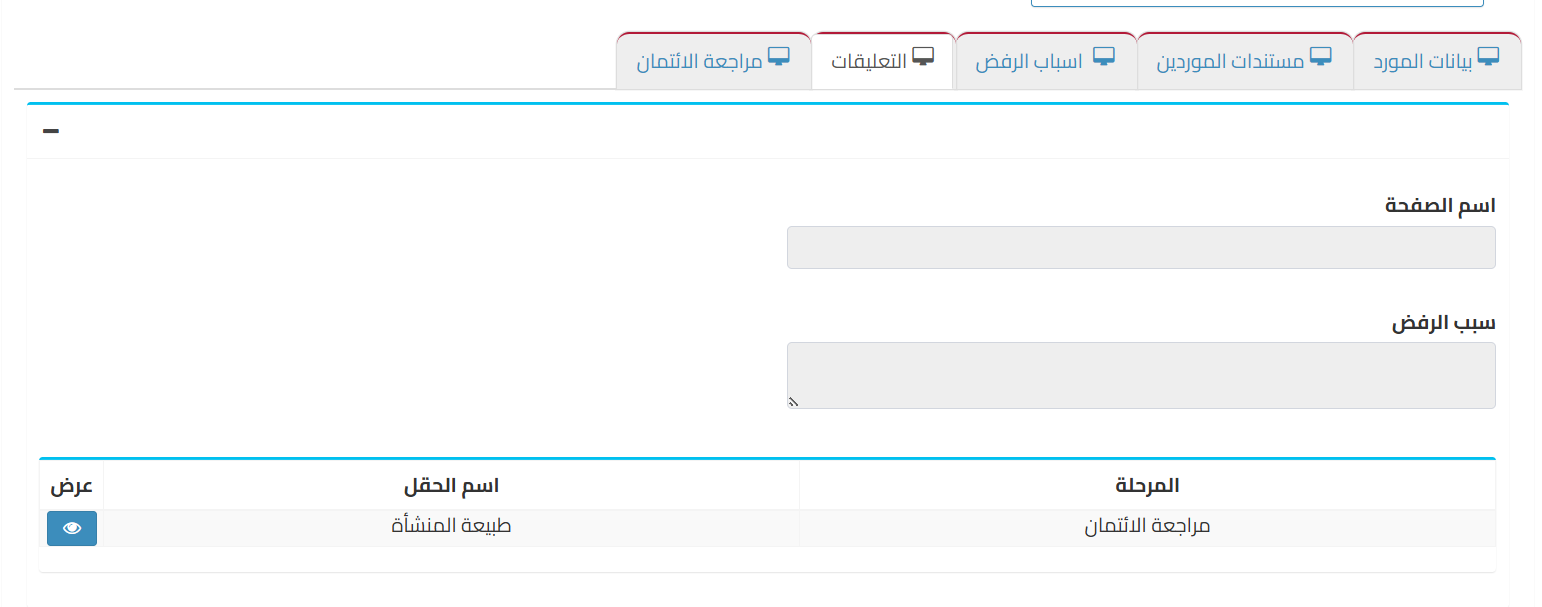 بيانات المورد
مستندات الموردين
اسباب الرفض
التعليقات
مراجعة الائتمان
اسم الصفحة
سبب الرفض
المرحلة اسم الحقل عرض
مراجعة الائتمان طبيعة المنشأة